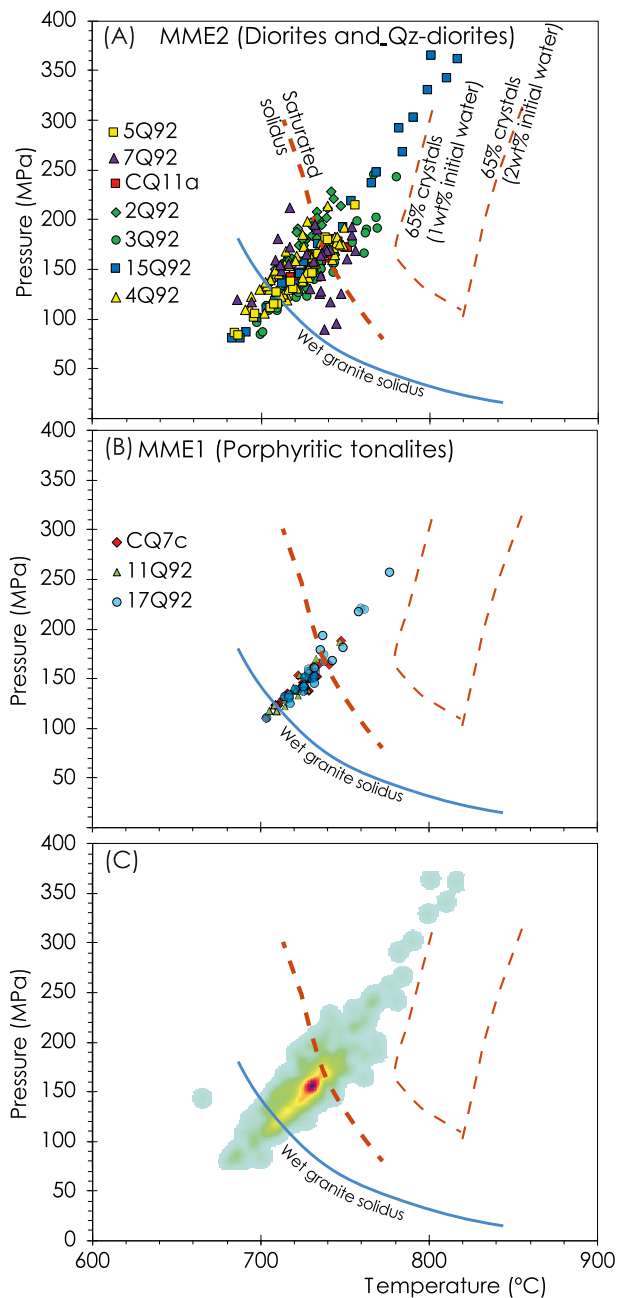 (A) MME2 (Diorites and Qz-diorites)
400
350
300
250
200
150
100
50
Pressure (MPa)
5Q92
7Q92
CQ11a
2Q92
3Q92
15Q92
4Q92
Saturated
solidus
65% crystals
(1wt% initial water)
65% crystals
(2wt% initial water)
Wet granite solidus
(B) MME1 (Porphyritic tonalites)
400
350
300
250
200
150
100
50
Pressure (MPa)
CQ7c
11Q92
17Q92
Wet granite solidus
(C)
400
350
300
250
200
150
100
50
0
Pressure (MPa)
Wet granite solidus
600
700
800
900
Temperature (ºC)